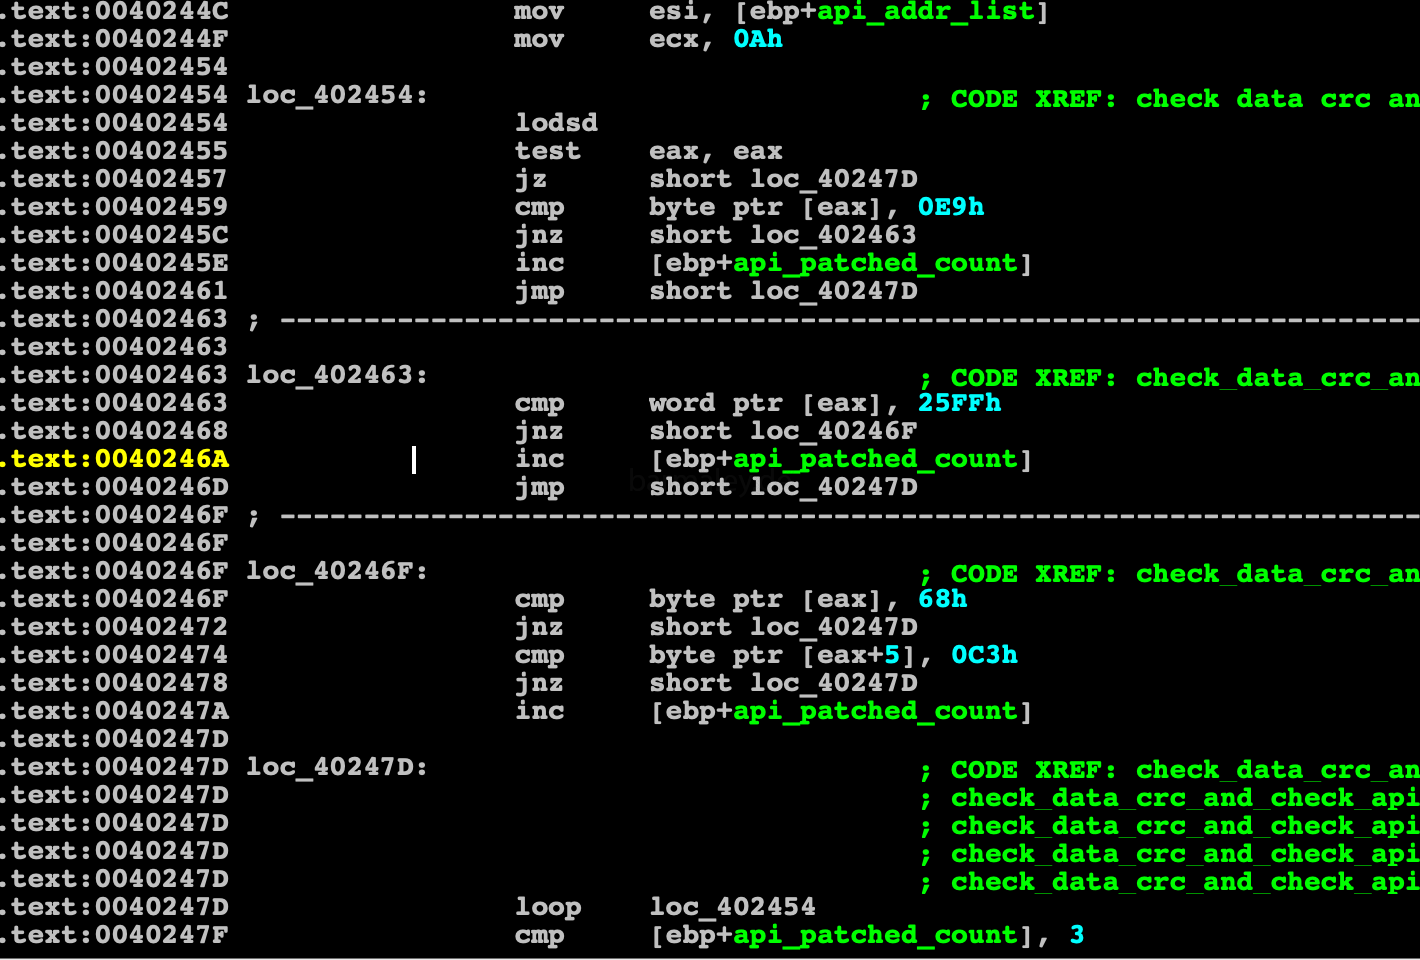 .text:0040244C mov esi, [ebp+api_addr_list]
.text:0040244F mov ecx, 0Ah
.text:00402454
.text:00402454 loc_402454: ; CODE XREF: check_data_crc_an
.text:00402454 lodsd
.text:00402455 test eax, eax
.text:00402457 jz short loc_40247D
.text:00402459 cmp byte ptr [eax], 0E9h
.text:0040245C jnz short loc_402463
.text:0040245E inc [ebp+api_patched_count]
.text:00402461 jmp short loc_40247D
.text:00402463 ; --------------------------------------------------------------------
.text:00402463
.text:00402463 loc_402463: ; CODE XREF: check_data_crc_an
.text:00402463 cmp word ptr [eax], 25FFh
.text:00402468 jnz short loc_40246F
.text:0040246A inc [ebp+api_patched_count]
.text:0040246D jmp short loc_40247D
.text:0040246F ; --------------------------------------------------------------------
.text:0040246F
.text:0040246F loc_40246F: ; CODE XREF: check_data_crc_an
.text:0040246F cmp byte ptr [eax], 68h
.text:00402472 jnz short loc_40247D
.text:00402474 cmp byte ptr [eax+5], 0C3h
.text:00402478 jnz short loc_40247D
.text:0040247A inc [ebp+api_patched_count]
.text:0040247D
.text:0040247D loc_40247D: ; CODE XREF: check_data_crc_an
.text:0040247D ; check_data_crc_and_check_api
.text:0040247D ; check_data_crc_and_check_api
.text:0040247D ; check_data_crc_and_check_api
.text:0040247D ; check_data_crc_and_check_api
.text:0040247D loop loc_402454
.text:0040247F cmp [ebp+api_patched_count], 3